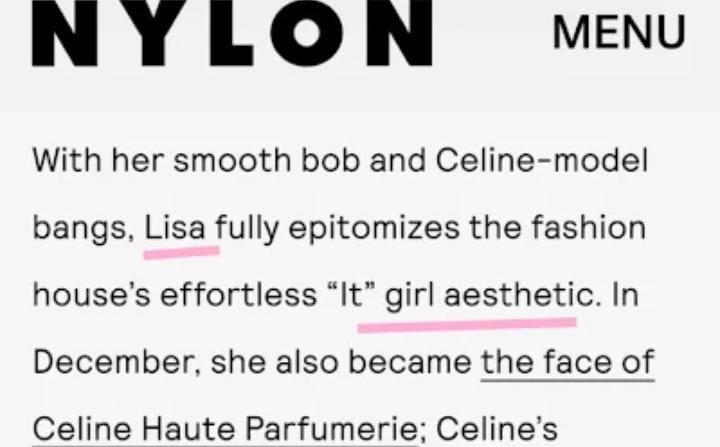 NYLON MENU
With her smooth bob and Celine-model
bangs, Lisa fully epitomizes the fashion
house's effortless “It” girl aesthetic. In
December, she also became the face of
Celine Haute Parfumerie; Celine's